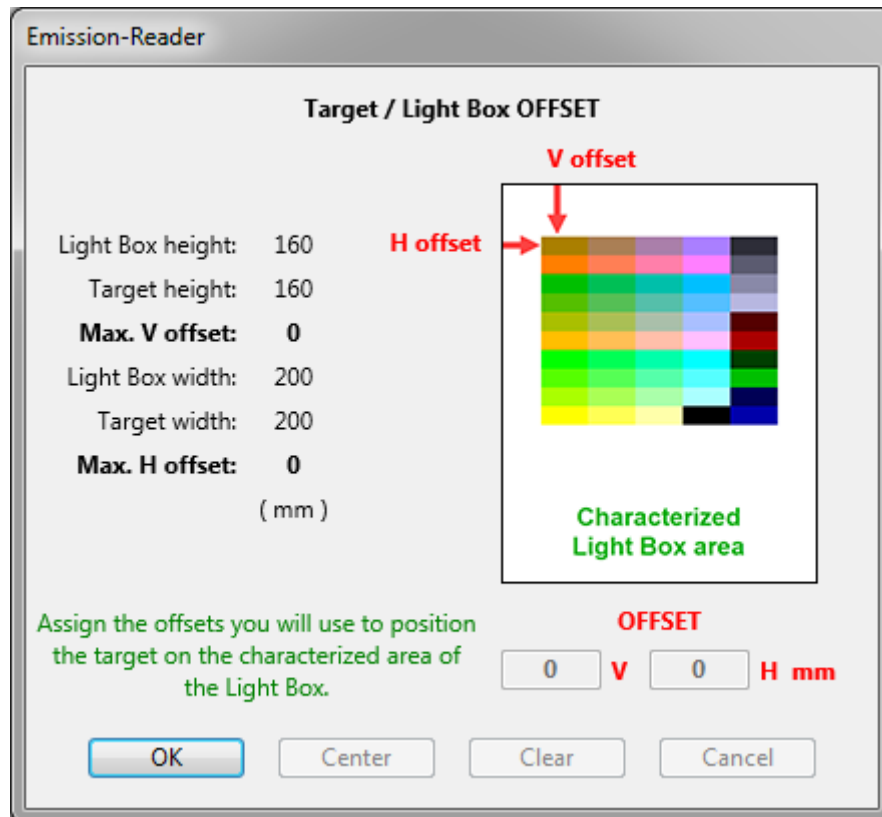 Emission-Reader
Target / Light Box OFFSET
V offset
H offset
Light Box height: 160
Target height: 160
Max. V offset: 0
Light Box width: 200
Target width: 200
Max. H offset: 0
( mm )
Characterized
Light Box area
Assign the offsets you will use to position
the target on the characterized area of
the Light Box.
OFFSET
0 V 0 H mm
OK Center Clear Cancel